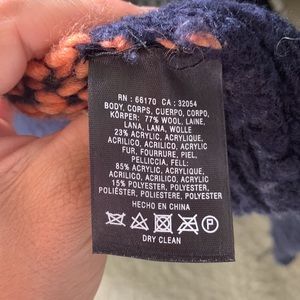 RN : 66170 CA : 32054
BODY, CORPS, CUERPO, CORPO,
KÖRPER: 77% WOOL, LAINE,
LANA, LANA, WOLLE
23% ACRYLIC, ACRYLIQUE,
ACRILICO, ACRILICO, ACRYLIC
FUR, FOURRURE, PIEL,
PELLICCIA, FELL:
85% ACRYLIC, ACRYLIQUE,
ACRILICO, ACRILICO, ACRYLIC
15% POLYESTER, POLYESTER,
POLIÉSTER, POLIESTERE, POLYESTER
HECHO EN CHINA
DRY CLEAN